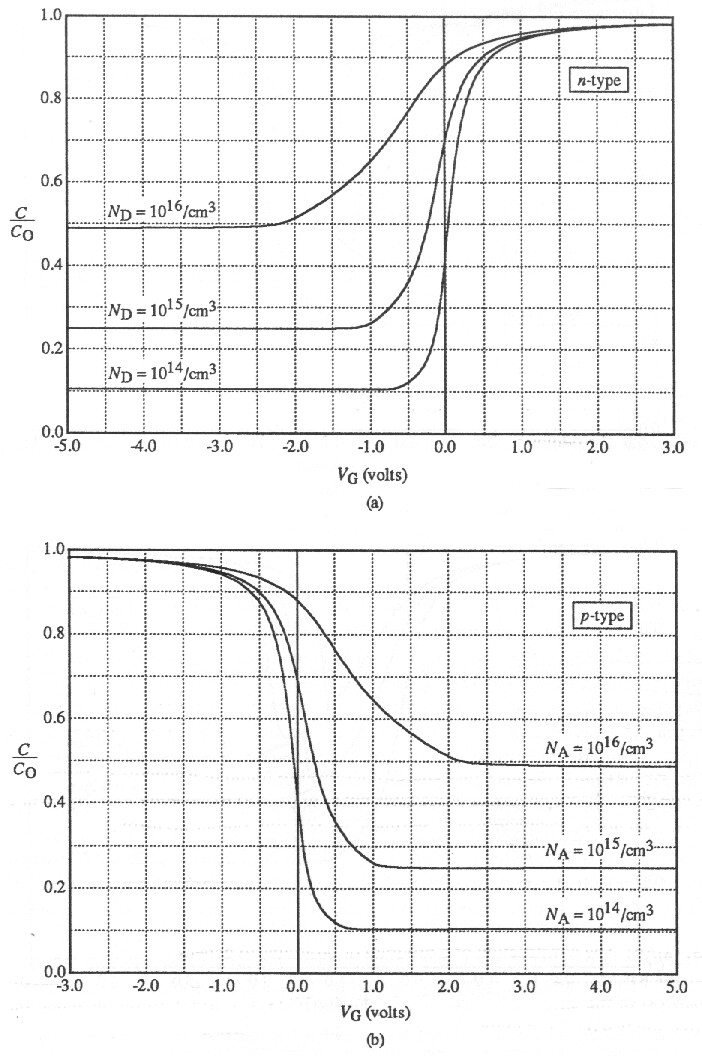 1.0
n-type
0.8
0.6
N_D = 10^16/cm^3
C
C_O
0.4
N_D = 10^15/cm^3
0.2
N_D = 10^14/cm^3
0.0
-5.0 -4.0 -3.0 -2.0 -1.0 0.0 1.0 2.0 3.0
V_G (volts)
(a)
1.0
p-type
0.8
0.6
N_A = 10^16/cm^3
C
C_O
0.4
N_A = 10^15/cm^3
0.2
N_A = 10^14/cm^3
0.0
-3.0 -2.0 -1.0 0.0 1.0 2.0 3.0 4.0 5.0
V_G (volts)
(b)